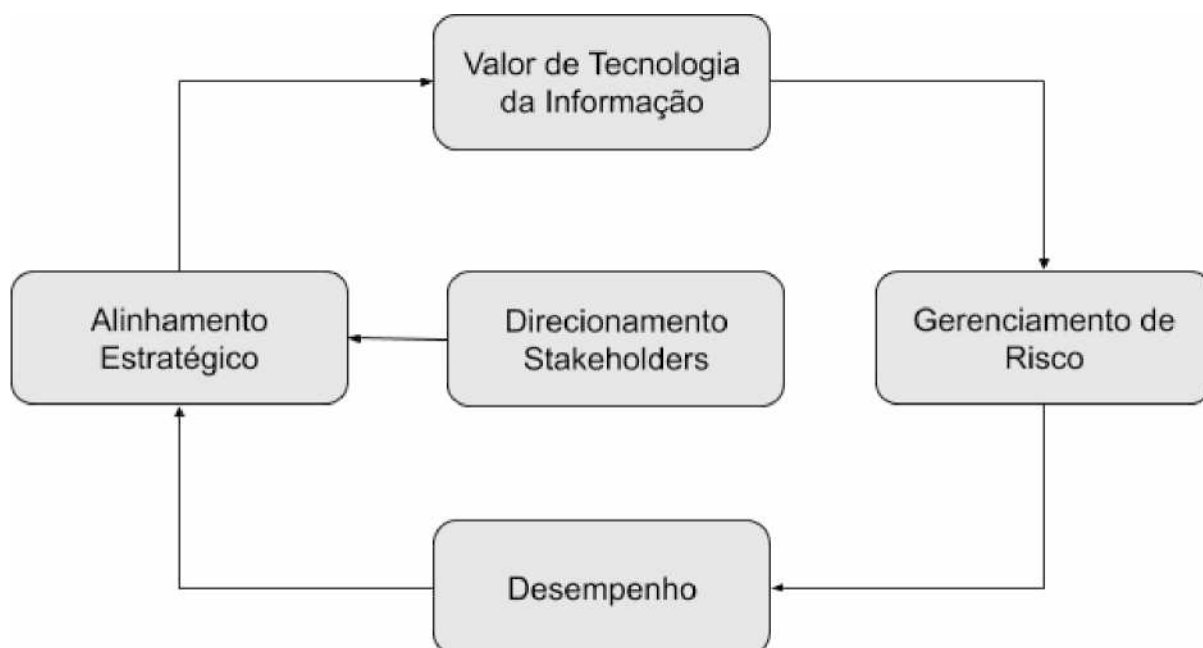 Valor de Tecnologia
da Informação
Alinhamento
Estratégico
Direcionamento
Stakeholders
Gerenciamento de
Risco
Desempenho